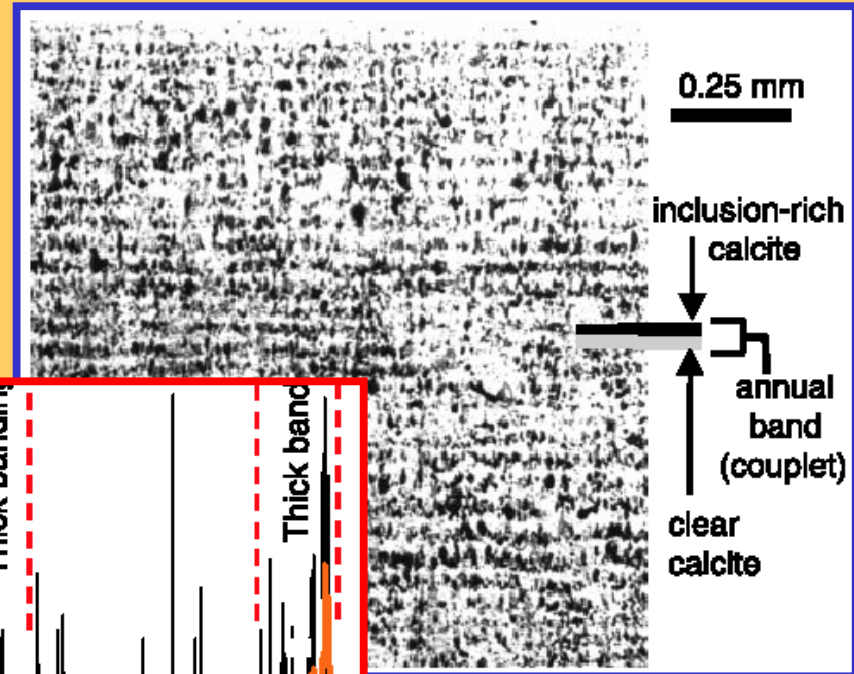 0.25 mm
inclusion-rich
calcite
annual
band
(couplet)
clear
calcite
Thick band